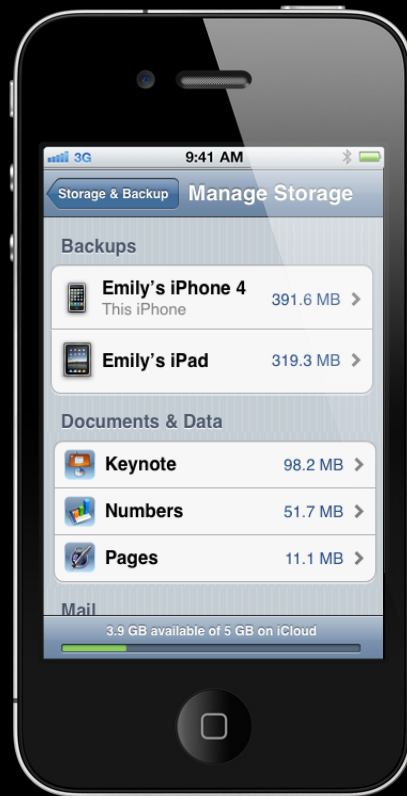 3G 9:41 AM
Storage & Backup Manage Storage
Backups
Emily's iPhone 4 391.6 MB
This iPhone
Emily's iPad 319.3 MB
Documents & Data
Keynote 98.2 MB
Numbers 51.7 MB
Pages 11.1 MB
Mail
3.9 GB available of 5 GB on iCloud